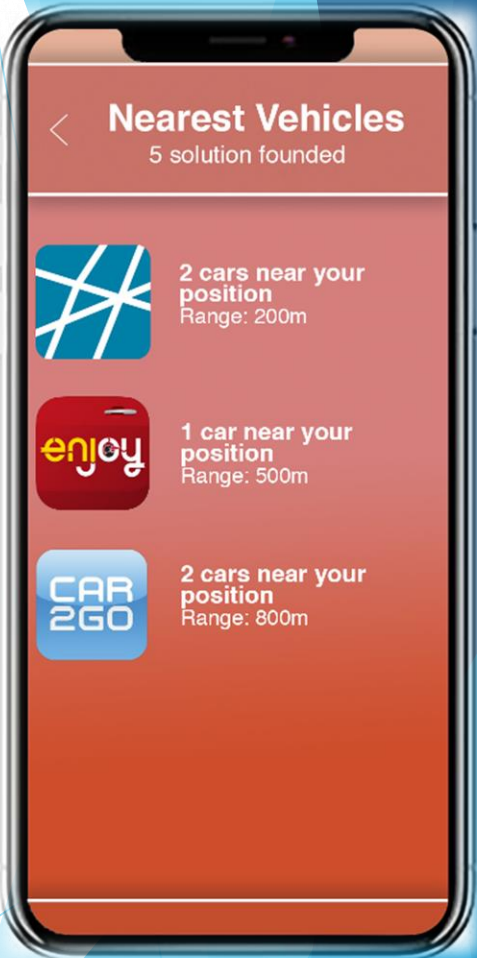 Nearest Vehicles
5 solution founded
2 cars near your
position
Range: 200m
enjoy
1 car near your
position
Range: 500m
CAR
2GO
2 cars near your
position
Range: 800m